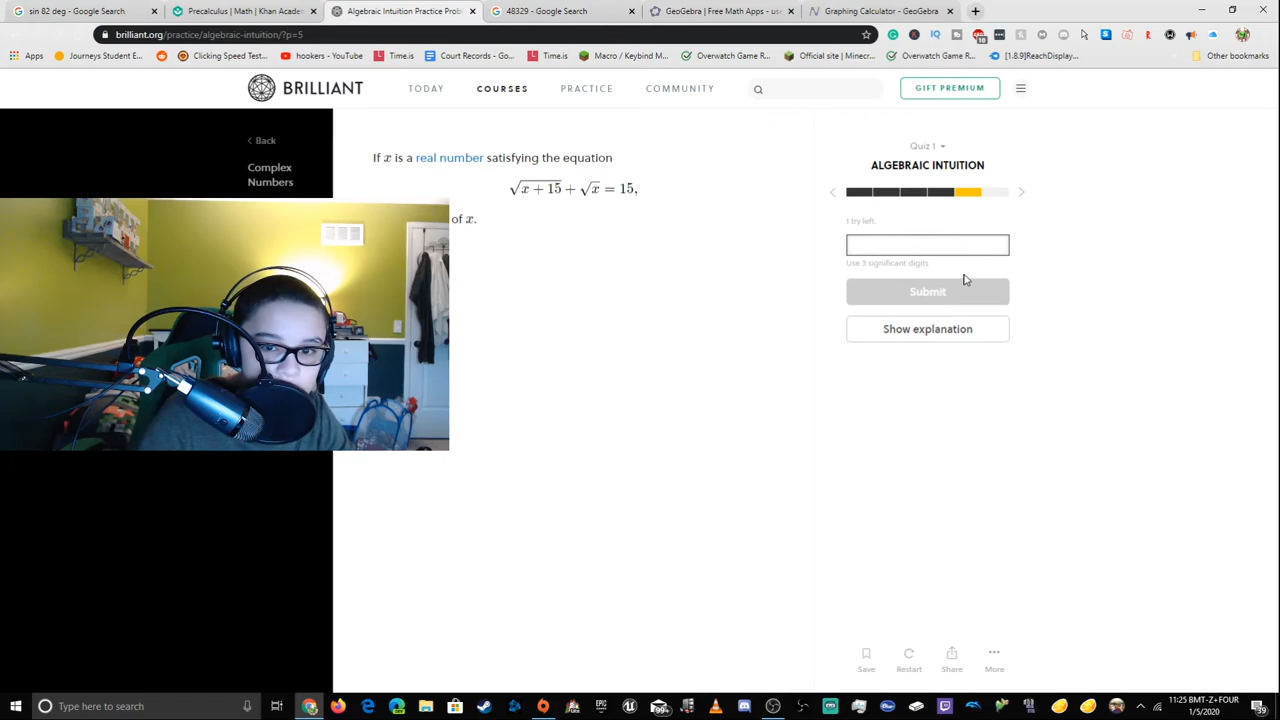 sin 82 deg - Google Search
Precalculus | Math | Khan Acade
Algebraic Intuition Practice Prob
48329 - Google Search
GeoGebra | Free Math Apps - us
Graphing Calculator - GeoGebra
brilliant.org/practice/algebraic-intuition/?p=5
Apps
Journeys Student E...
Clicking Speed Test...
hookers - YouTube
Time.is
Court Records - Go...
Time.is
Macro / Keybind M...
Overwatch Game R...
Official | Minecr...
Overwatch Game R...
[1.8.9]ReachDisplay...
Other bookmarks
BRILLIANT
TODAY
COURSES
PRACTICE
COMMUNITY
GIFT PREMIUM
Back
Complex
Numbers
If x is a real number satisfying the equation
√x + 15 + √x = 15,
of x.
Quiz 1
ALGEBRAIC INTUITION
1 try left.
Use 3 significant digits
Submit
Show explanation
Save
Restart
Share
More
Type here to search
11:25 BMT-Z+FOUR
1/5/2020
39